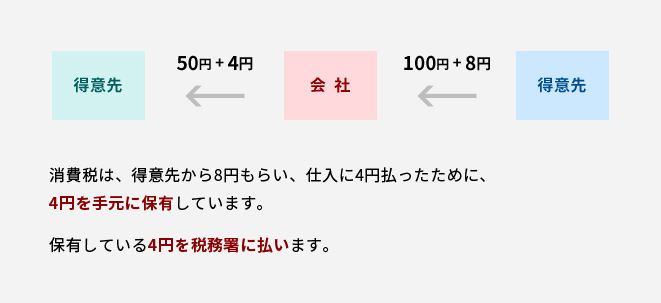 50円 + 4円
100円 + 8円
得意先
会 社
得意先
消費税は、得意先から8円もらい、仕入に4円払ったために、
4円を手元に保有しています。
保有している4円を税務署に払います。